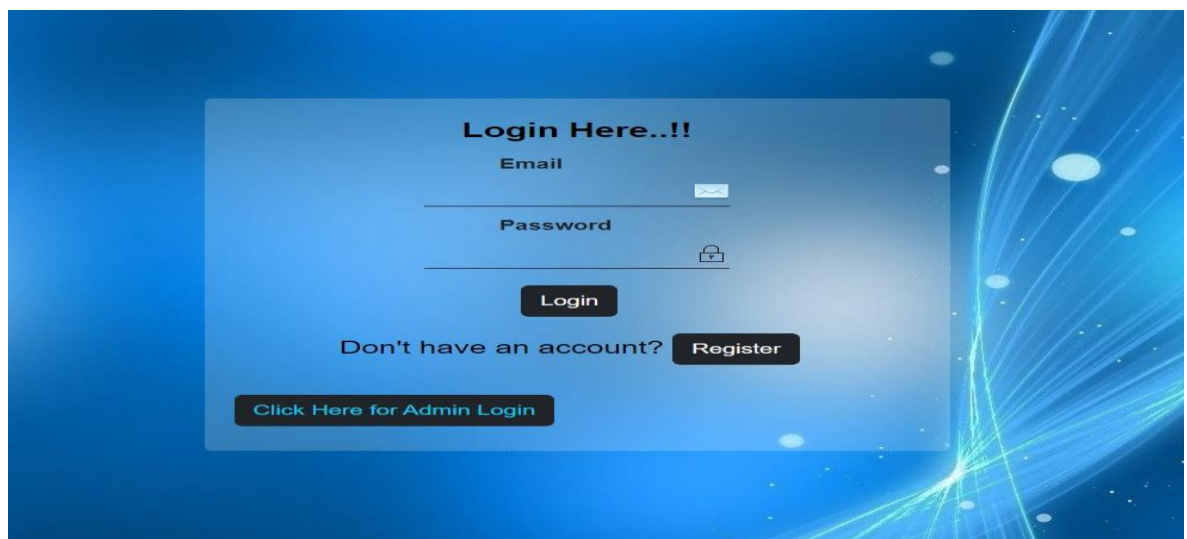 Login Here..!!
Email
Password
Login
Don't have an account? Register
Click Here for Admin Login